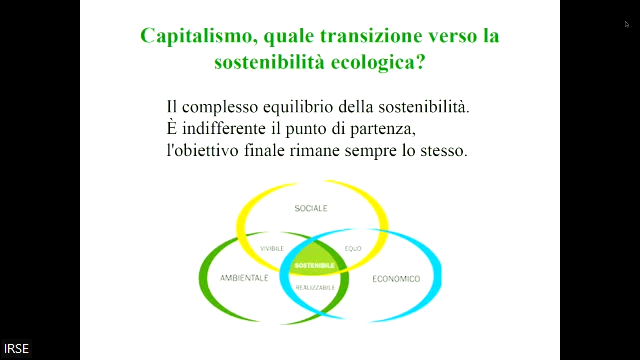 Capitalismo, quale transizione verso la
sostenibilità ecologica?
Il complesso equilibrio della sostenibilità.
È indifferente il punto di partenza,
l'obiettivo finale rimane sempre lo stesso.
SOCIALE
VIVIBILE
EQUO
SOSTENIBILE
AMBIENTALE
ECONOMICO
REALIZZABILE
IRSE